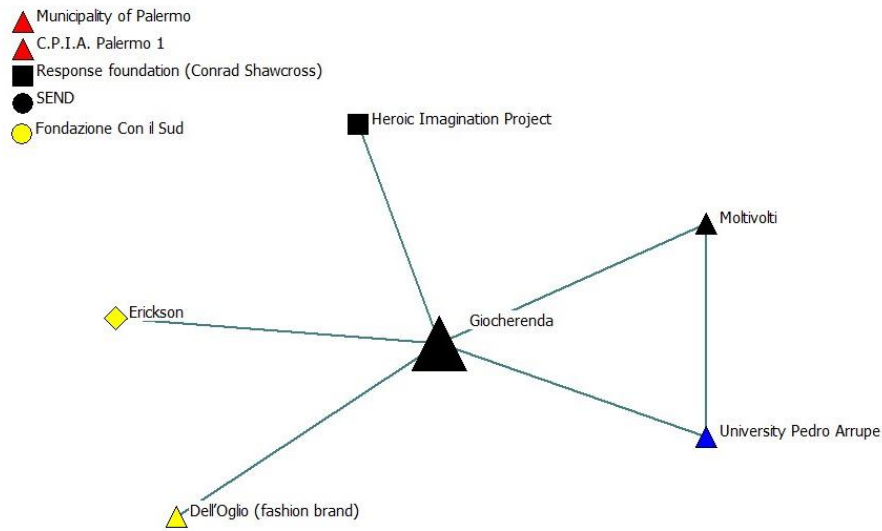 Municipality of Palermo
C.P.I.A. Palermo 1
Response foundation (Conrad Shawcross)
SEND
Fondazione Con il Sud
Heroic Imagination Project
Moltivolti
Erickson
Giocherenda
University Pedro Arrupe
Dell'Oglio (fashion brand)